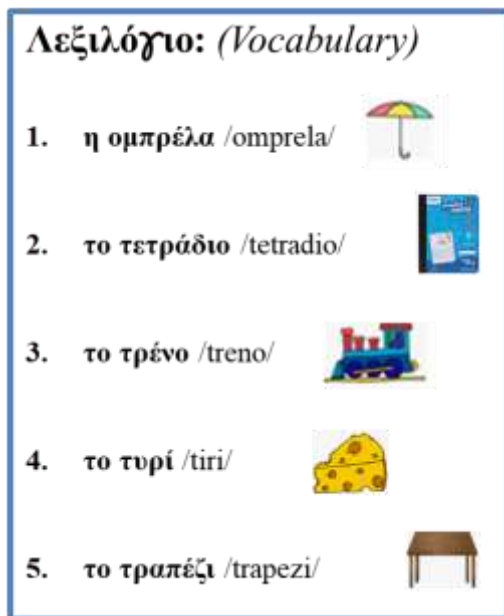 Λεξιλόγιο: (Vocabulary)
1. η ομπρέλα /omprela/
2. το τετράδιο /tetradio/
3. το τρένο /treno/
4. το τυρί /tiri/
5. το τραπέζι /trapezi/